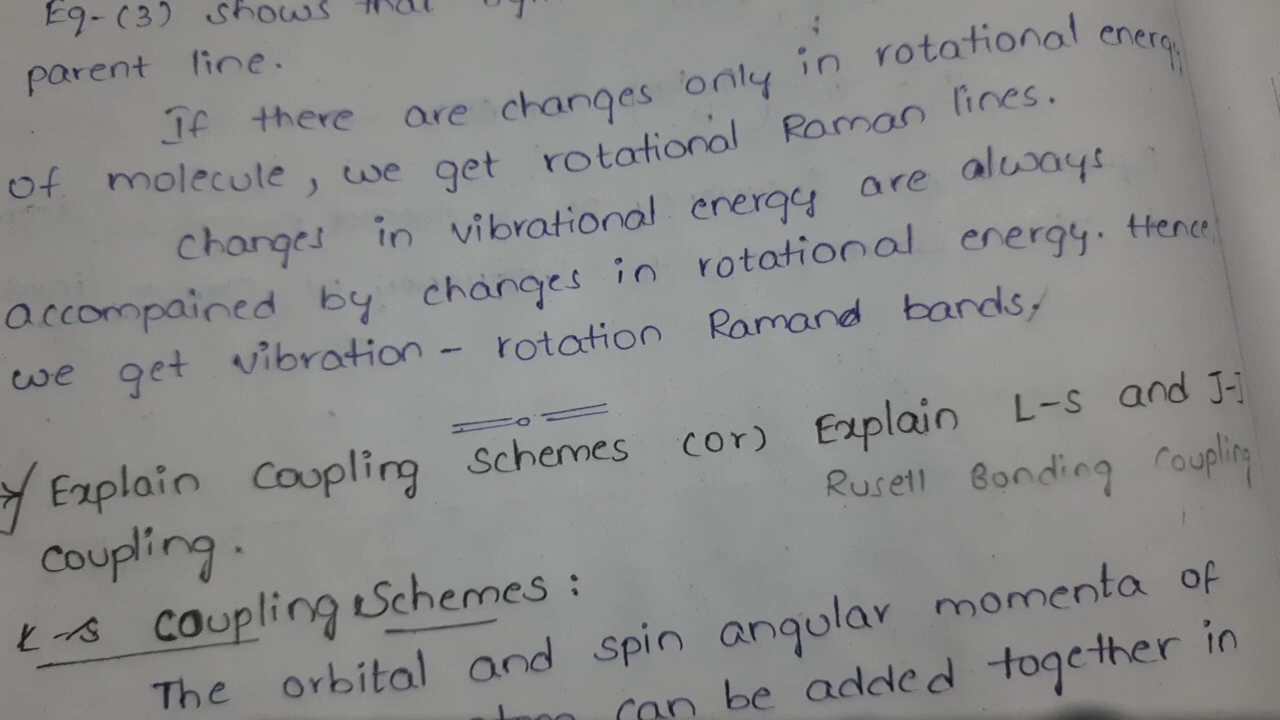 Eq-(3) shows that
parent line.
If there are changes only in rotational energy
of molecule, we get rotational Raman lines.
changes in vibrational energy are always
accompained by changes in rotational energy. Hence
we get vibration - rotation Ramand bands,
Explain Coupling Schemes (or) Explain L-S and J-J
Rusell Bonding Coupling
coupling.
L-S coupling Schemes :
The orbital and spin angular momenta of
can be added together in